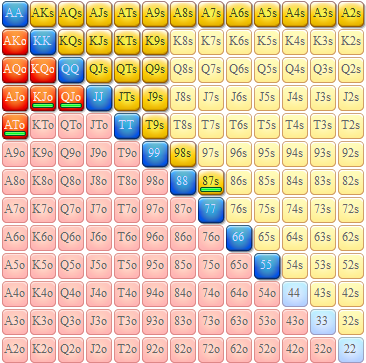 AA AKs AQs AJs ATs A9s A8s A7s A6s A5s A4s A3s A2s
AKo KK KQs KJs KTs K9s K8s K7s K6s K5s K4s K3s K2s
AQo KQo QQ QJs QTs Q9s Q8s Q7s Q6s Q5s Q4s Q3s Q2s
AJo KJo QJo JJ JTs J9s J8s J7s J6s J5s J4s J3s J2s
ATo KTo QTo JTo TT T9s T8s T7s T6s T5s T4s T3s T2s
A9o K9o Q9o J9o T9o 99 98s 97s 96s 95s 94s 93s 92s
A8o K8o Q8o J8o T8o 98o 88 87s 86s 85s 84s 83s 82s
A7o K7o Q7o J7o T7o 97o 87o 77 76s 75s 74s 73s 72s
A6o K6o Q6o J6o T6o 96o 86o 76o 66 65s 64s 63s 62s
A5o K5o Q5o J5o T5o 95o 85o 75o 65o 55 54s 53s 52s
A4o K4o Q4o J4o T4o 94o 84o 74o 64o 54o 44 43s 42s
A3o K3o Q3o J3o T3o 93o 83o 73o 63o 53o 43o 33 32s
A2o K2o Q2o J2o T2o 92o 82o 72o 62o 52o 42o 32o 22